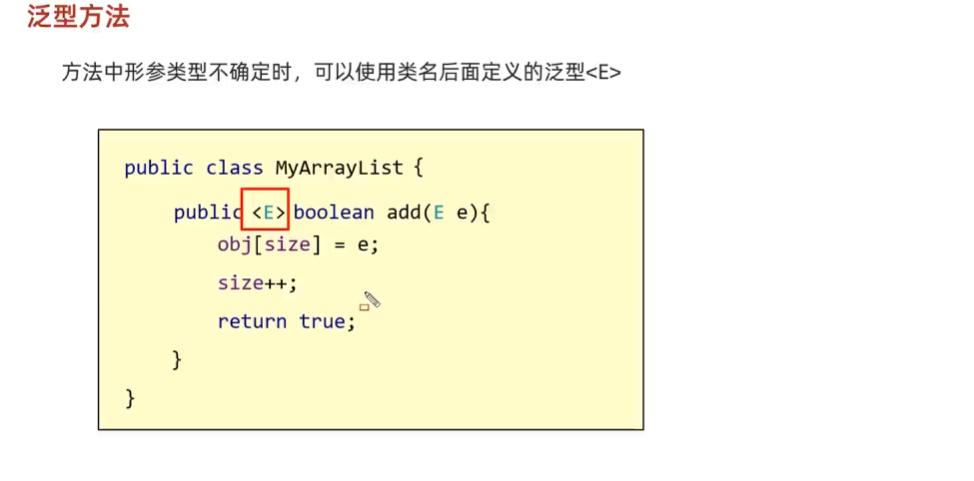 泛型方法
方法中形参类型不确定时，可以使用类名后面定义的泛型<E>
public class MyArrayList {
public <E> boolean add(E e){
obj[size] = e;
size++;
return true;
}
}